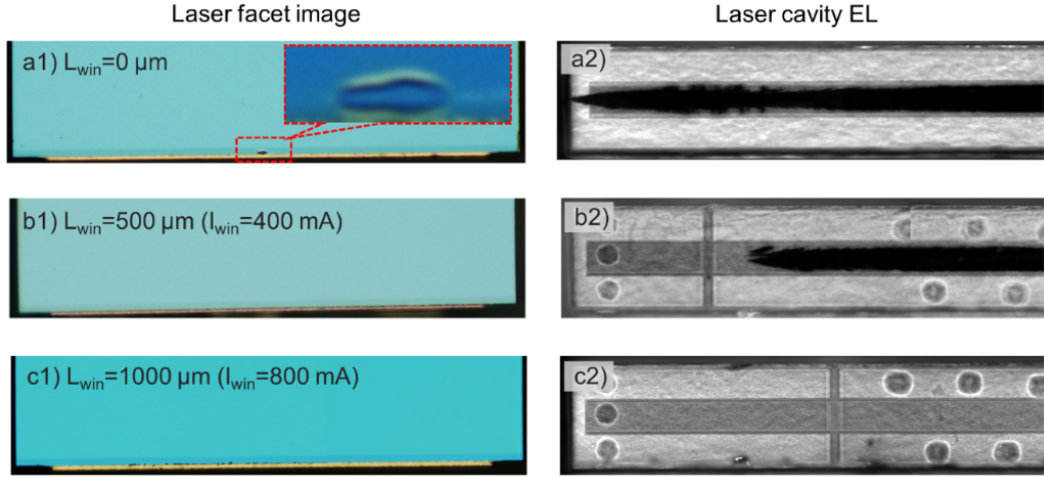 Laser facet image
Laser cavity EL
a1) Lwin=0 µm
a2)
b1) Lwin=500 µm (Iwin=400 mA)
b2)
c1) Lwin=1000 µm (Iwin=800 mA)
c2)